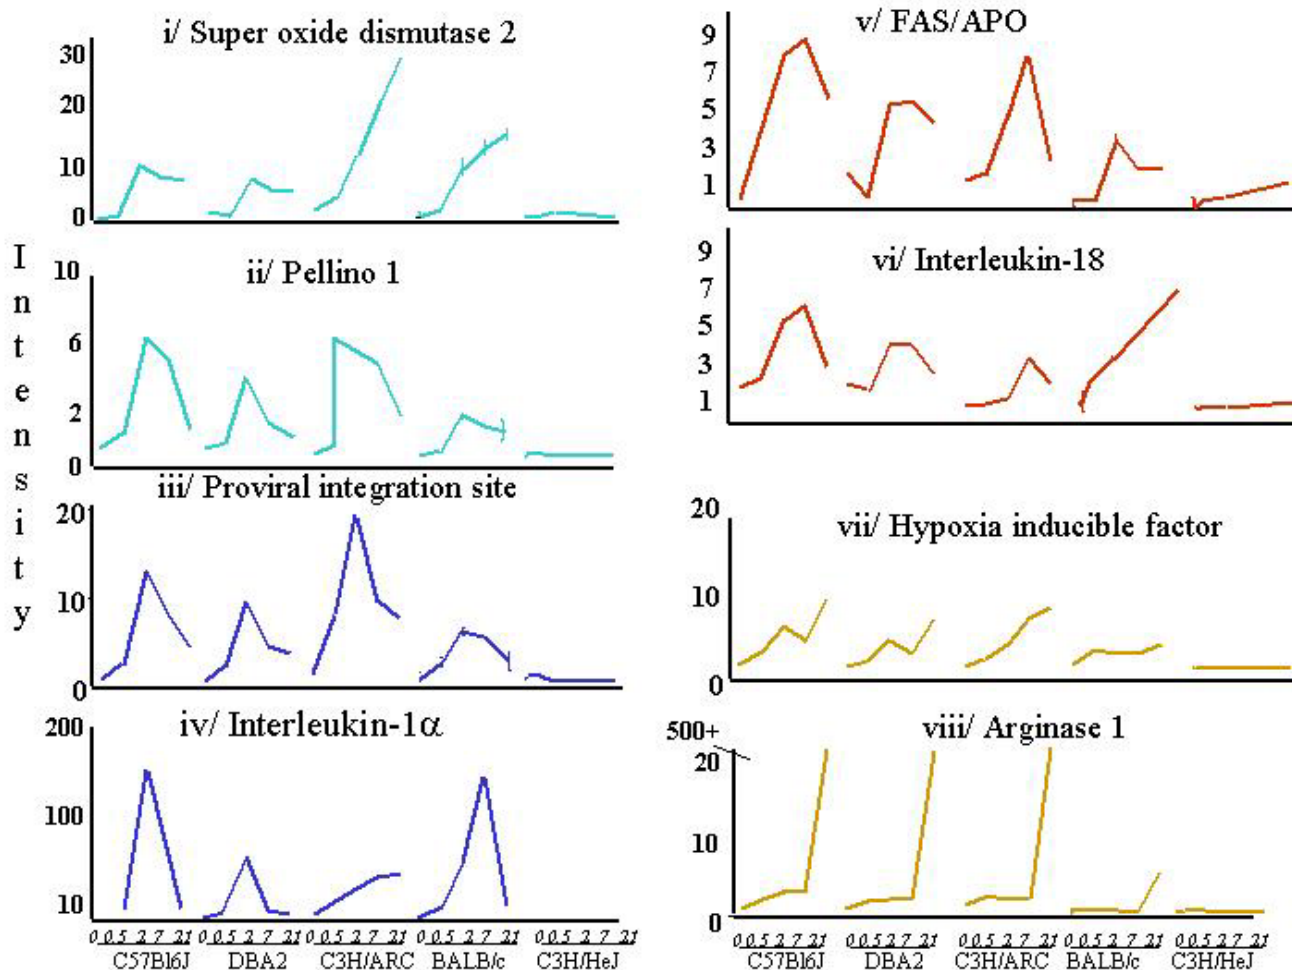 i/ Super oxide dismutase 2
30
20
10
0
ii/ Pellino 1
10
6
2
0
iii/ Proviral integration site
20
10
0
iv/ Interleukin-1α
200
100
10
0 0.5 2 7 21 0 0.5 2 7 21 0 0.5 2 7 21 0 0.5 2 7 21 0 0.5 2 7 21
C57Bl6J DBA2 C3H/ARC BALB/c C3H/HeJ
Intensity
v/ FAS/APO
9
7
5
3
1
vi/ Interleukin-18
9
7
5
3
1
vii/ Hypoxia inducible factor
20
10
0
viii/ Arginase 1
500+
20
10
0
0 0.5 2 7 21 0 0.5 2 7 21 0 0.5 2 7 21 0 0.5 2 7 21 0 0.5 2 7 21
C57Bl6J DBA2 C3H/ARC BALB/c C3H/HeJ